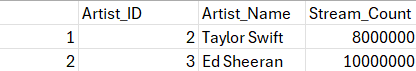 Artist_ID Artist_Name Stream_Count
1 2 Taylor Swift 8000000
2 3 Ed Sheeran 10000000